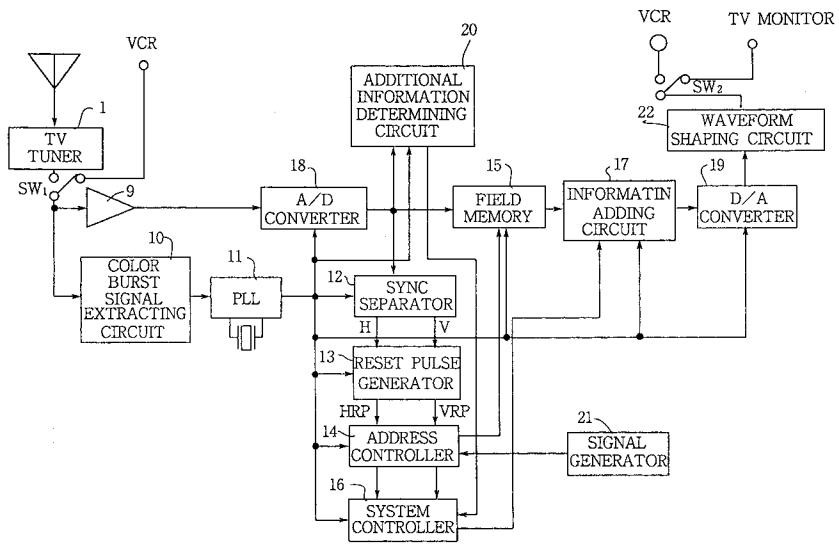 VCR
TV MONITOR
20
VCR
ADDITIONAL
INFORMATION
DETERMINING
CIRCUIT
SW2
1
TV
TUNER
22
WAVEFORM
SHAPING CIRCUIT
SW1
9
18
A/D
CONVERTER
15
FIELD
MEMORY
17
INFORMATIN
ADDING
CIRCUIT
19
D/A
CONVERTER
10
COLOR
BURST
SIGNAL
EXTRACTING
CIRCUIT
11
PLL
12
SYNC
SEPARATOR
H
V
13
RESET PULSE
GENERATOR
HRP
VRP
14
ADDRESS
CONTROLLER
21
SIGNAL
GENERATOR
16
SYSTEM
CONTROLLER